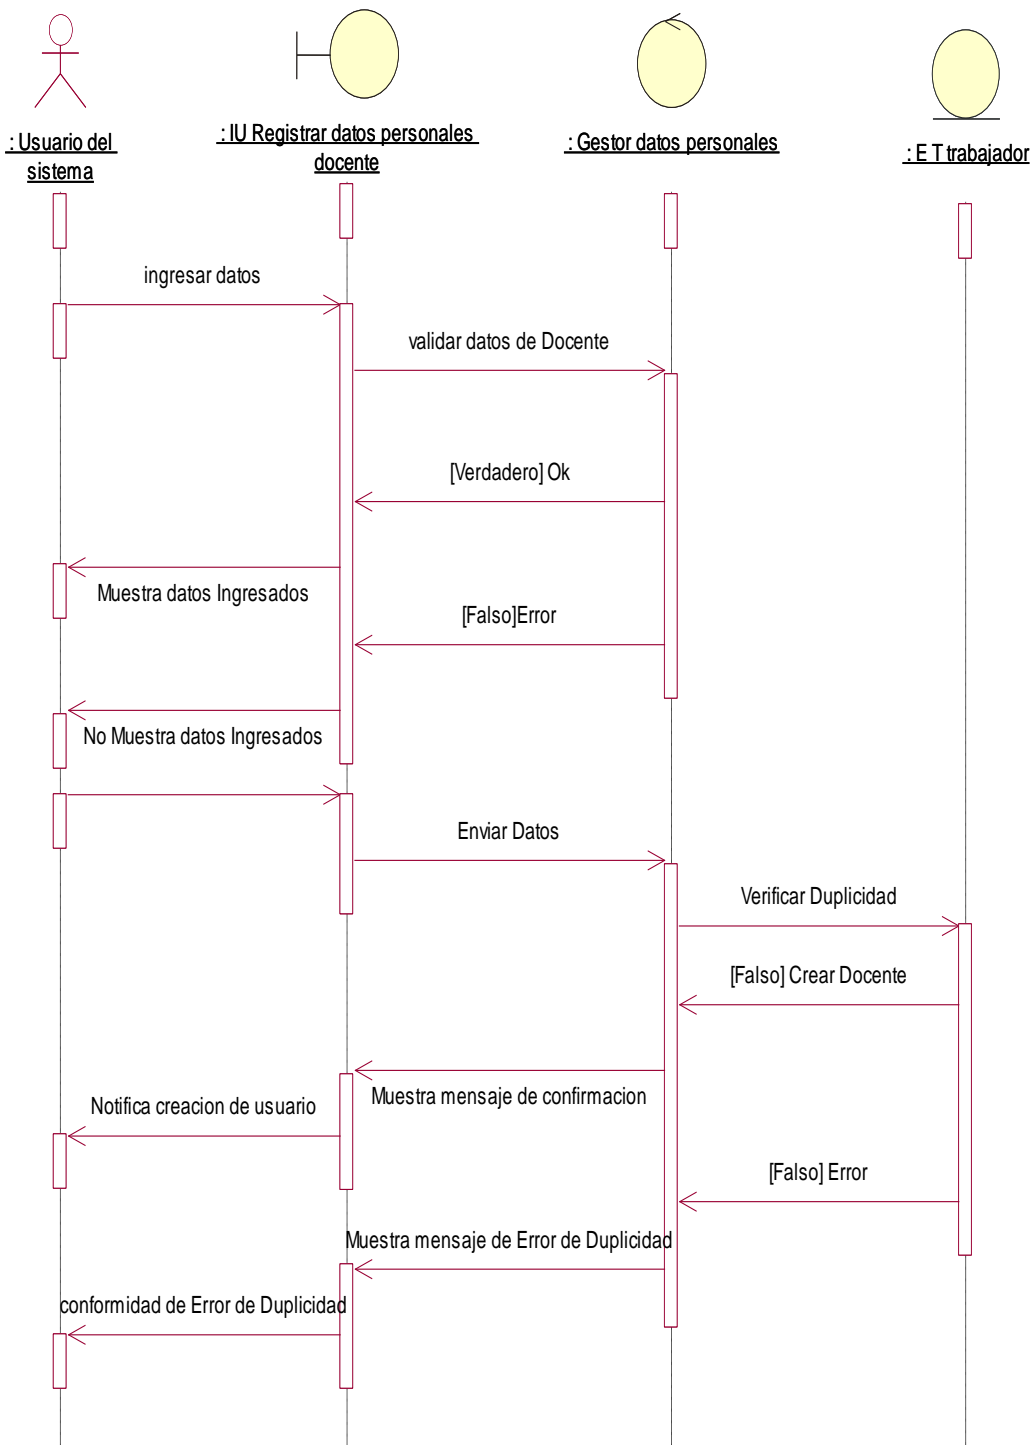 : Usuario del
sistema
: IU Registrar datos personales
docente
: Gestor datos personales
: E T trabajador
ingresar datos
validar datos de Docente
[Verdadero] Ok
Muestra datos Ingresados
[Falso]Error
No Muestra datos Ingresados
Enviar Datos
Verificar Duplicidad
[Falso] Crear Docente
Muestra mensaje de confirmacion
Notifica creacion de usuario
[Falso] Error
Muestra mensaje de Error de Duplicidad
conformidad de Error de Duplicidad